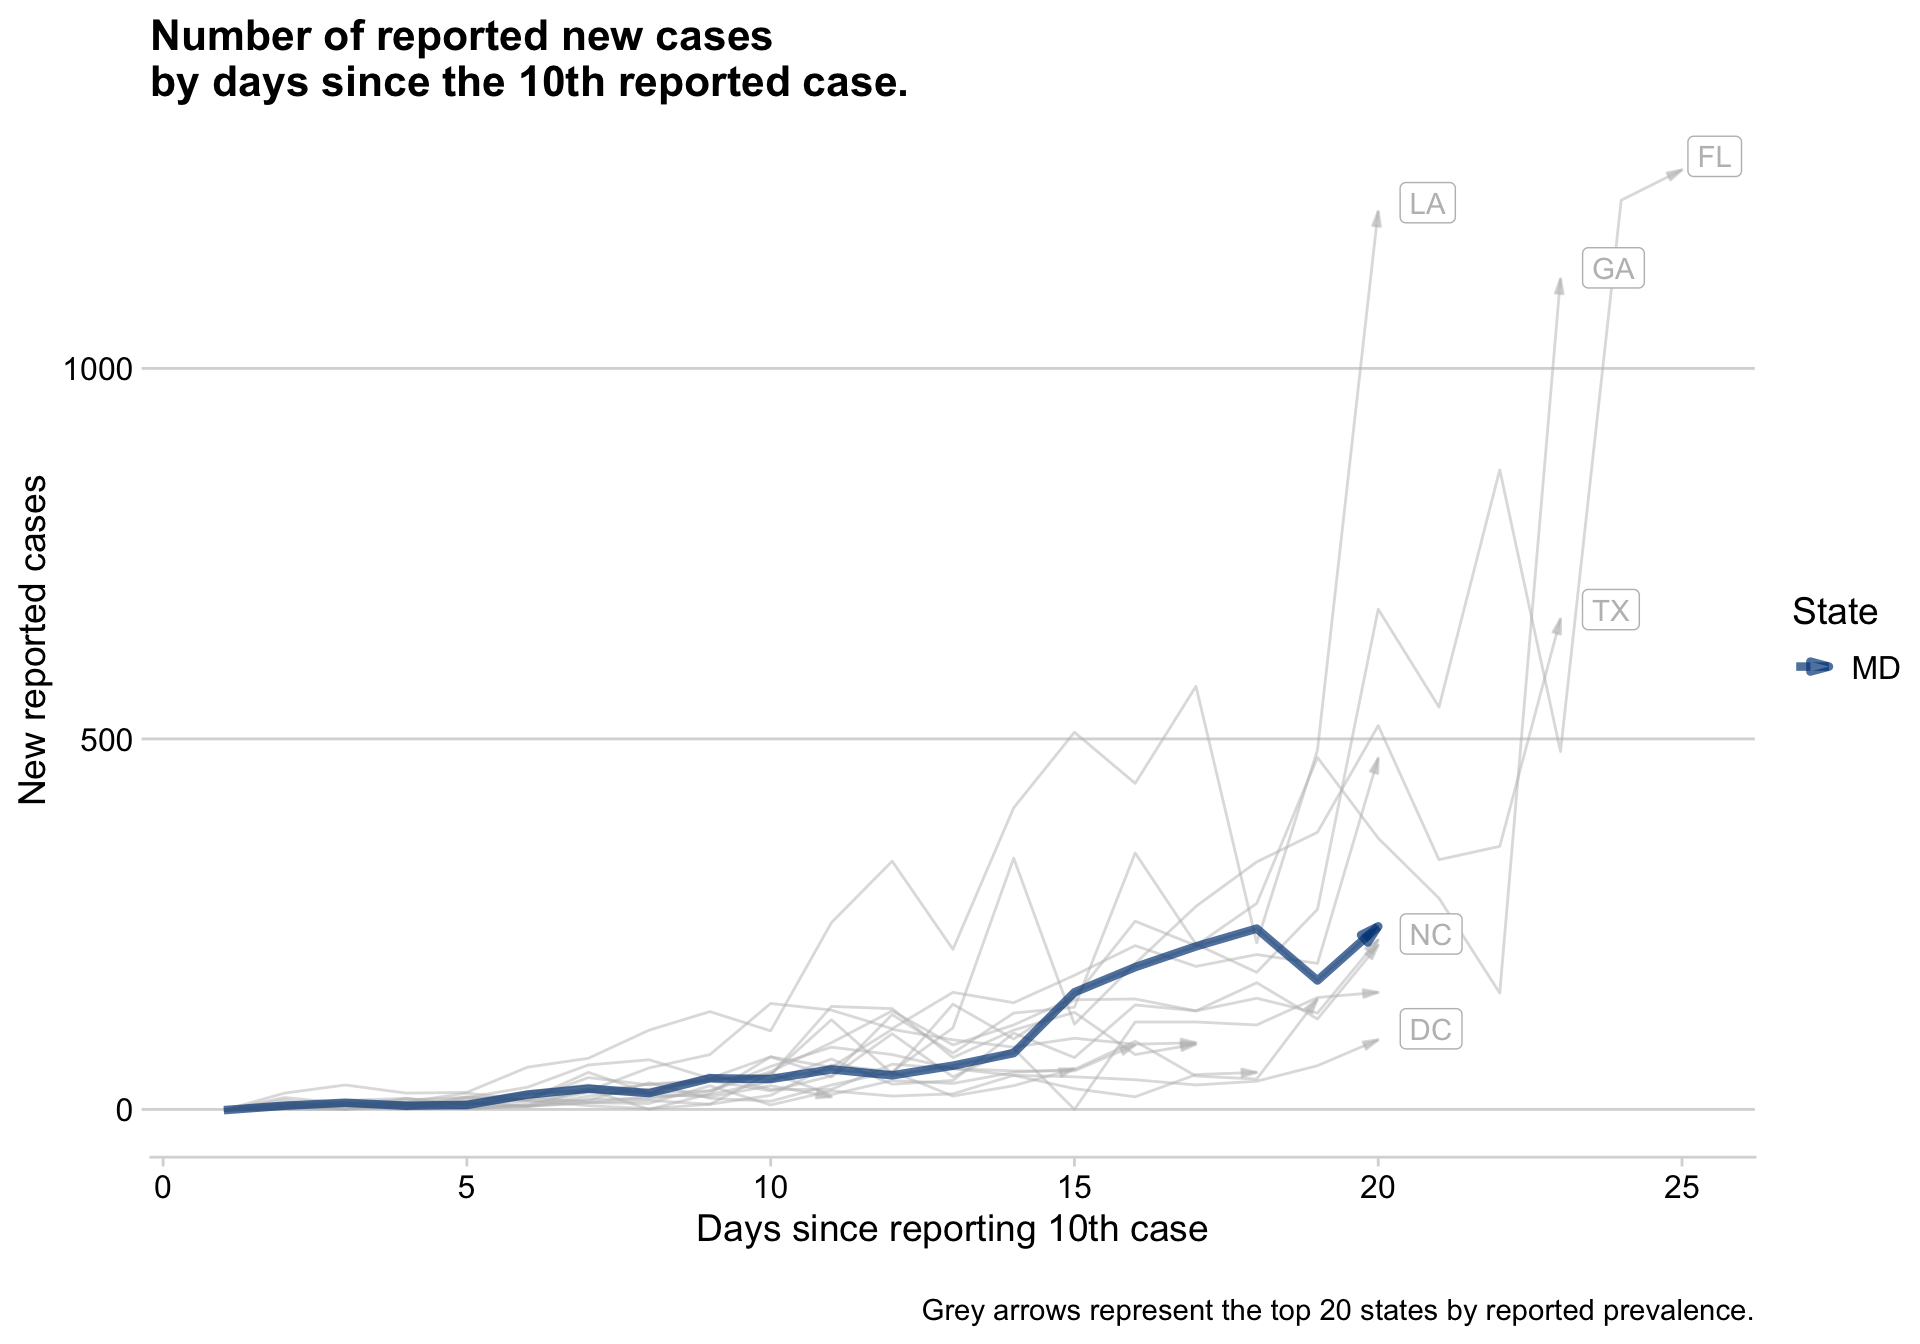 Number of reported new cases
by days since the 10th reported case.
FL
LA
GA
1000
TX
State
MD
New reported cases
500
NC
DC
0
0 5 10 15 20 25
Days since reporting 10th case
Grey arrows represent the top 20 states by reported prevalence.